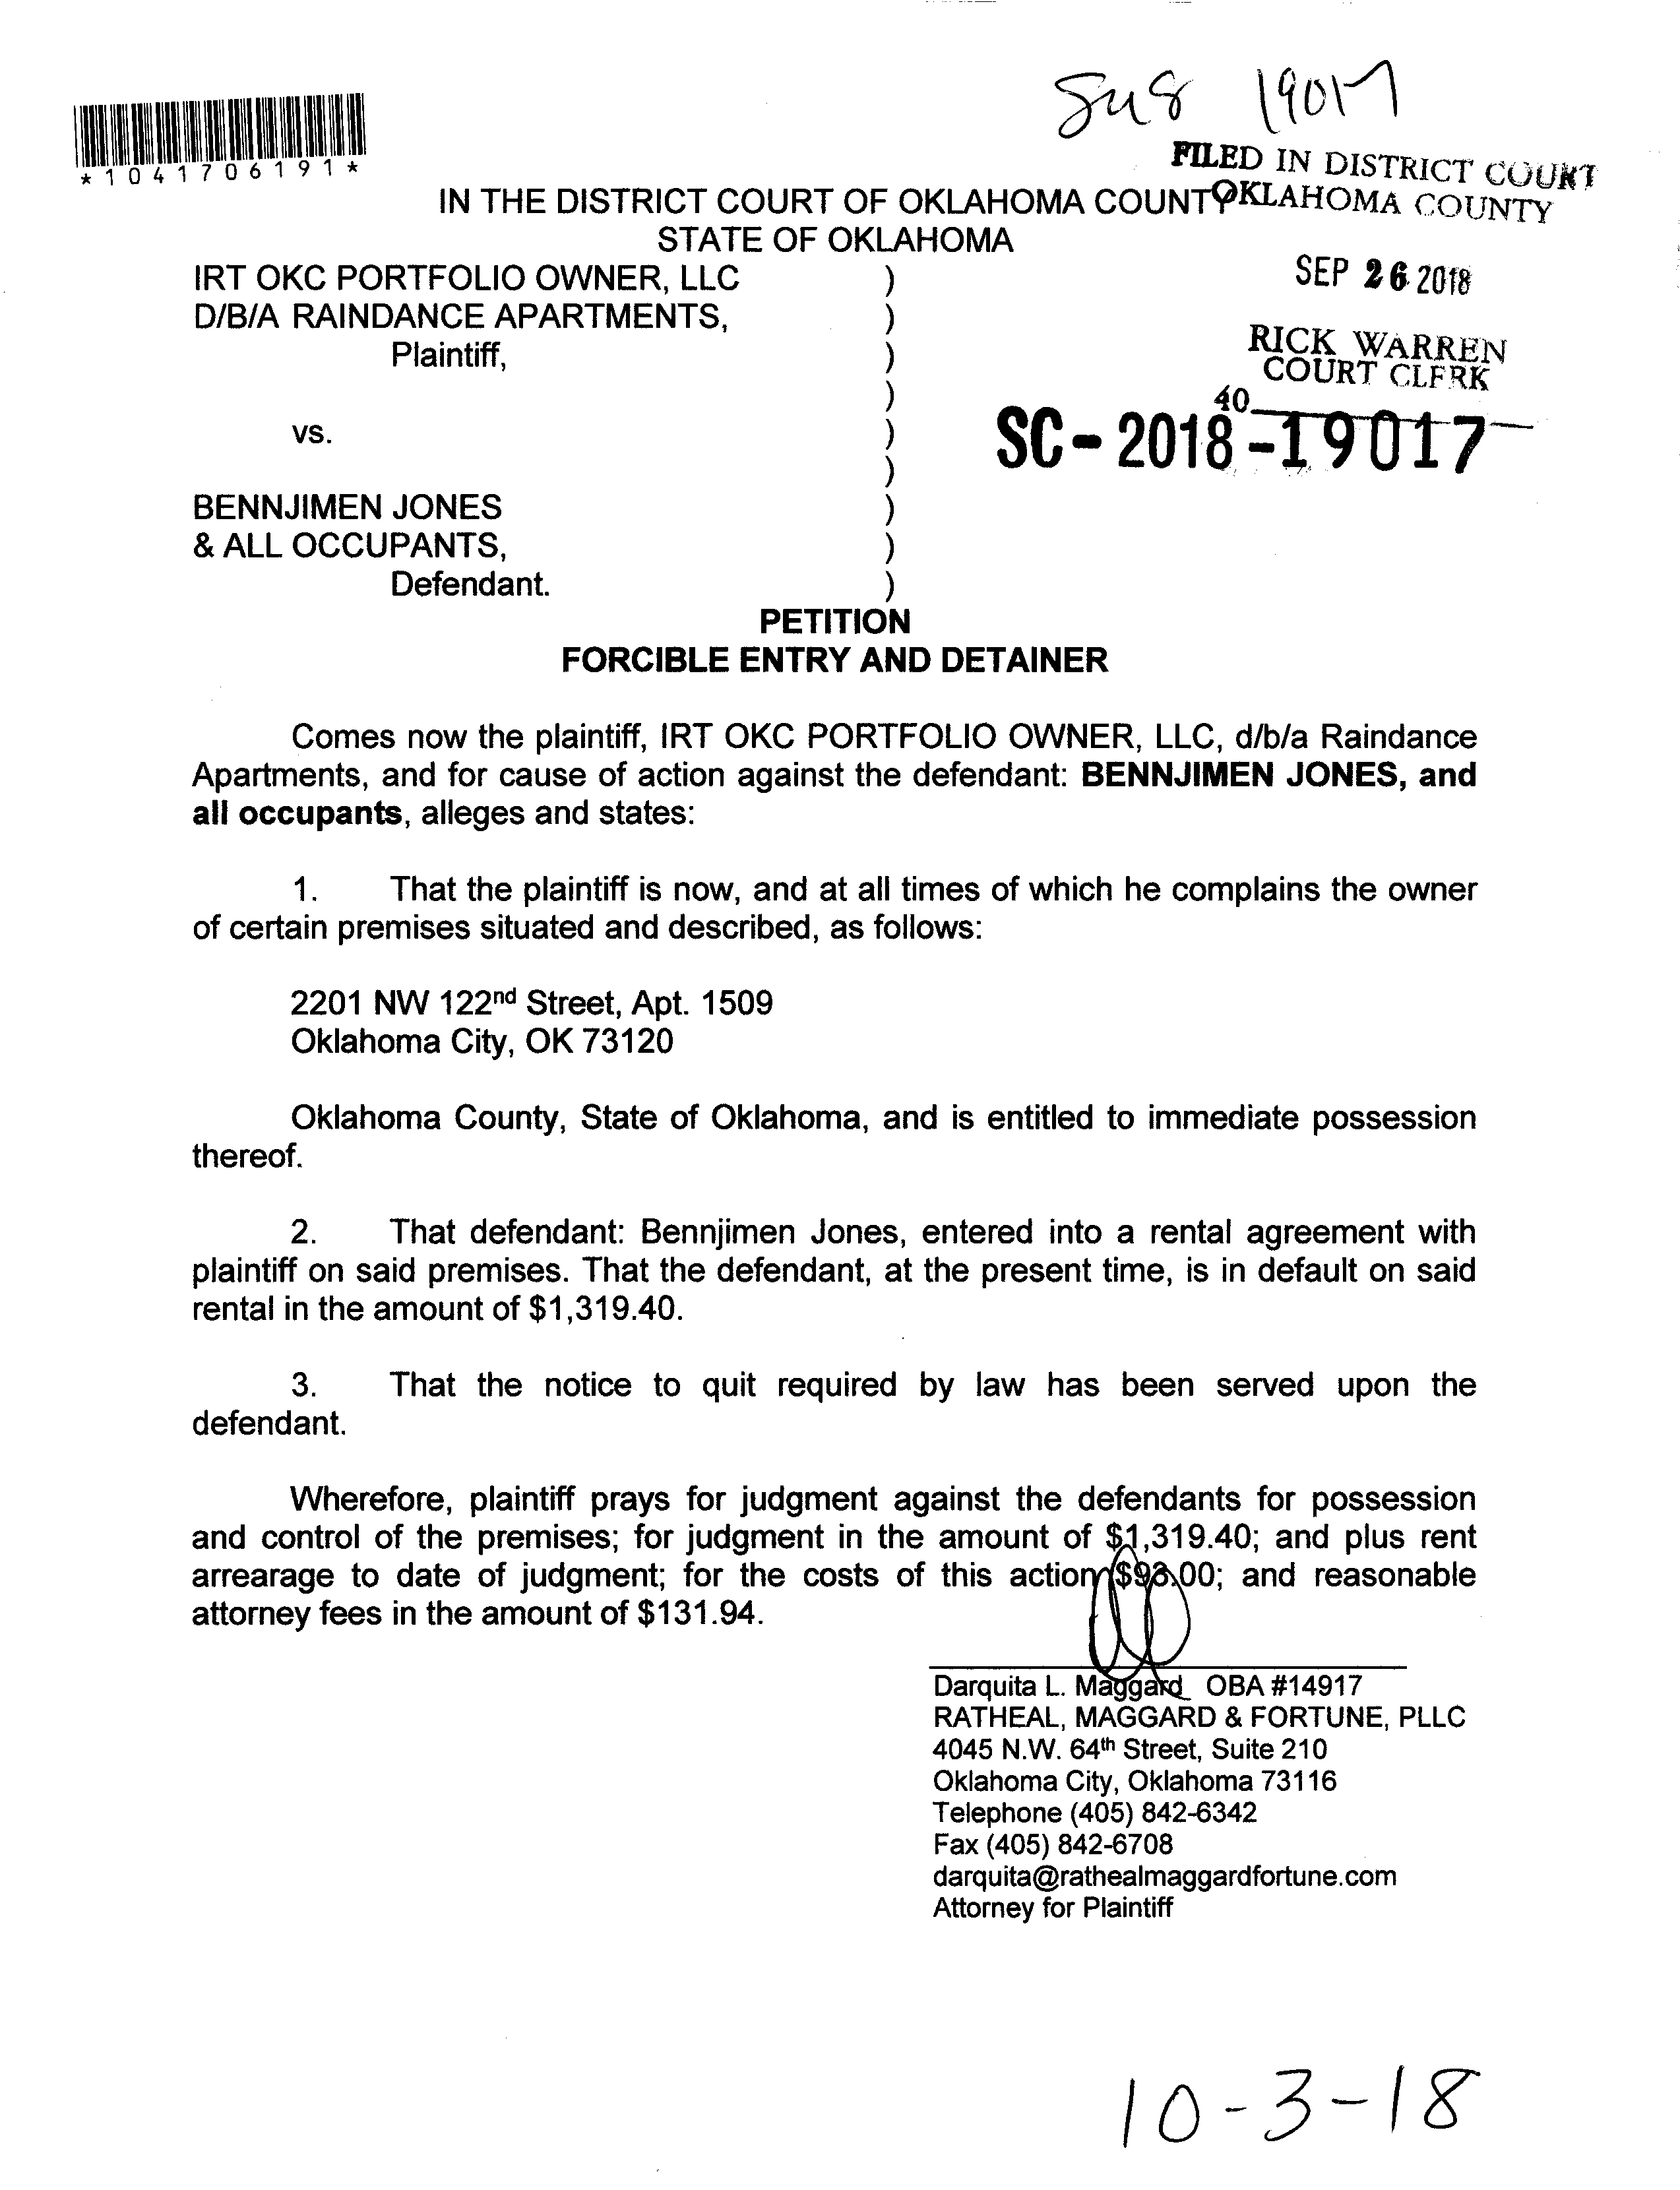 Su8 19017
*1041706191*
FILED IN DISTRICT COURT
OKLAHOMA COUNTY
IN THE DISTRICT COURT OF OKLAHOMA COUNTY
STATE OF OKLAHOMA
SEP 26 2018
RICK WARREN
COURT CLERK
40
SC-2018-19017
IRT OKC PORTFOLIO OWNER, LLC )
D/B/A RAINDANCE APARTMENTS, )
Plaintiff, )
)
vs. )
)
BENNJIMEN JONES )
& ALL OCCUPANTS, )
Defendant. )
PETITION
FORCIBLE ENTRY AND DETAINER
Comes now the plaintiff, IRT OKC PORTFOLIO OWNER, LLC, d/b/a Raindance
Apartments, and for cause of action against the defendant: BENNJIMEN JONES, and
all occupants, alleges and states:
1. That the plaintiff is now, and at all times of which he complains the owner
of certain premises situated and described, as follows:
2201 NW 122nd Street, Apt. 1509
Oklahoma City, OK 73120
Oklahoma County, State of Oklahoma, and is entitled to immediate possession
thereof.
2. That defendant: Bennjimen Jones, entered into a rental agreement with
plaintiff on said premises. That the defendant, at the present time, is in default on said
rental in the amount of $1,319.40.
3. That the notice to quit required by law has been served upon the
defendant.
Wherefore, plaintiff prays for judgment against the defendants for possession
and control of the premises; for judgment in the amount of $1,319.40; and plus rent
arrearage to date of judgment; for the costs of this action and reasonable
attorney fees in the amount of $131.94.
Darquita L. Maggard OBA #14917
RATHEAL, MAGGARD & FORTUNE, PLLC
4045 N.W. 64th Street, Suite 210
Oklahoma City, Oklahoma 73116
Telephone (405) 842-6342
Fax (405) 842-6708
darquita@rathealmaggardfortune.com
Attorney for Plaintiff
10-3-18